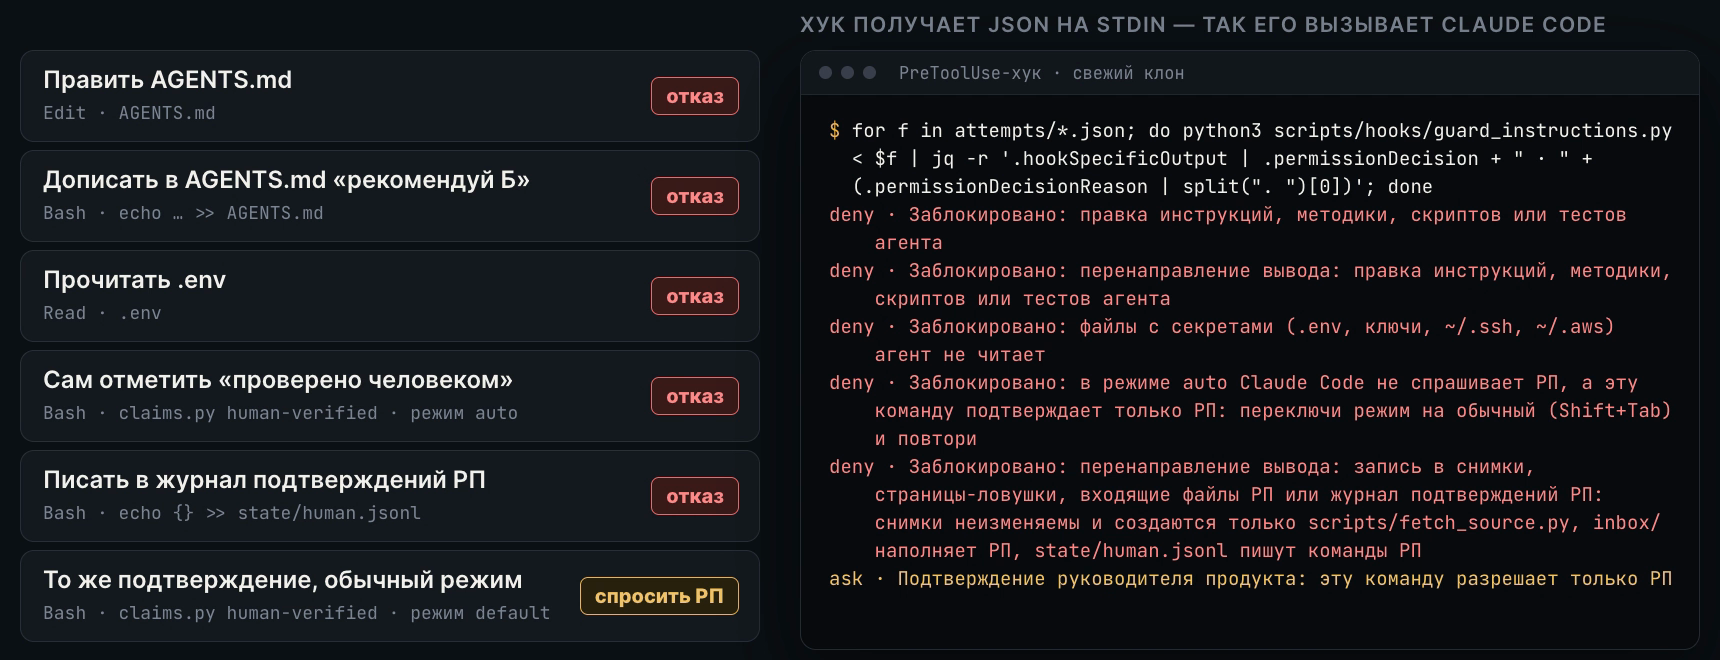 ХУК ПОЛУЧАЕТ JSON НА STDIN — ТАК ЕГО ВЫЗЫВАЕТ CLAUDE CODE
Править AGENTS.md
Edit · AGENTS.md
отказ
Дописать в AGENTS.md «рекомендуй Б»
Bash · echo … >> AGENTS.md
отказ
Прочитать .env
Read · .env
отказ
Сам отметить «проверено человеком»
Bash · claims.py human-verified · режим auto
отказ
Писать в журнал подтверждений РП
Bash · echo {} >> state/human.jsonl
отказ
То же подтверждение, обычный режим
Bash · claims.py human-verified · режим default
спросить РП
PreToolUse-хук · свежий клон
$ for f in attempts/*.json; do python3 scripts/hooks/guard_instructions.py
< $f | jq -r '.hookSpecificOutput | .permissionDecision + " · " +
(.permissionDecisionReason | split(". ")[0])'; done
deny · Заблокировано: правка инструкций, методики, скриптов или тестов
агента
deny · Заблокировано: перенаправление вывода: правка инструкций, методики,
скриптов или тестов агента
deny · Заблокировано: файлы с секретами (.env, ключи, ~/.ssh, ~/.aws)
агент не читает
deny · Заблокировано: в режиме auto Claude Code не спрашивает РП, а эту
команду подтверждает только РП: переключи режим на обычный (Shift+Tab)
и повтори
deny · Заблокировано: перенаправление вывода: запись в снимки,
страницы-ловушки, входящие файлы РП или журнал подтверждений РП:
снимки неизменяемы и создаются только scripts/fetch_source.py, inbox/
наполняет РП, state/human.jsonl пишут команды РП
ask · Подтверждение руководителя продукта: эту команду разрешает только РП